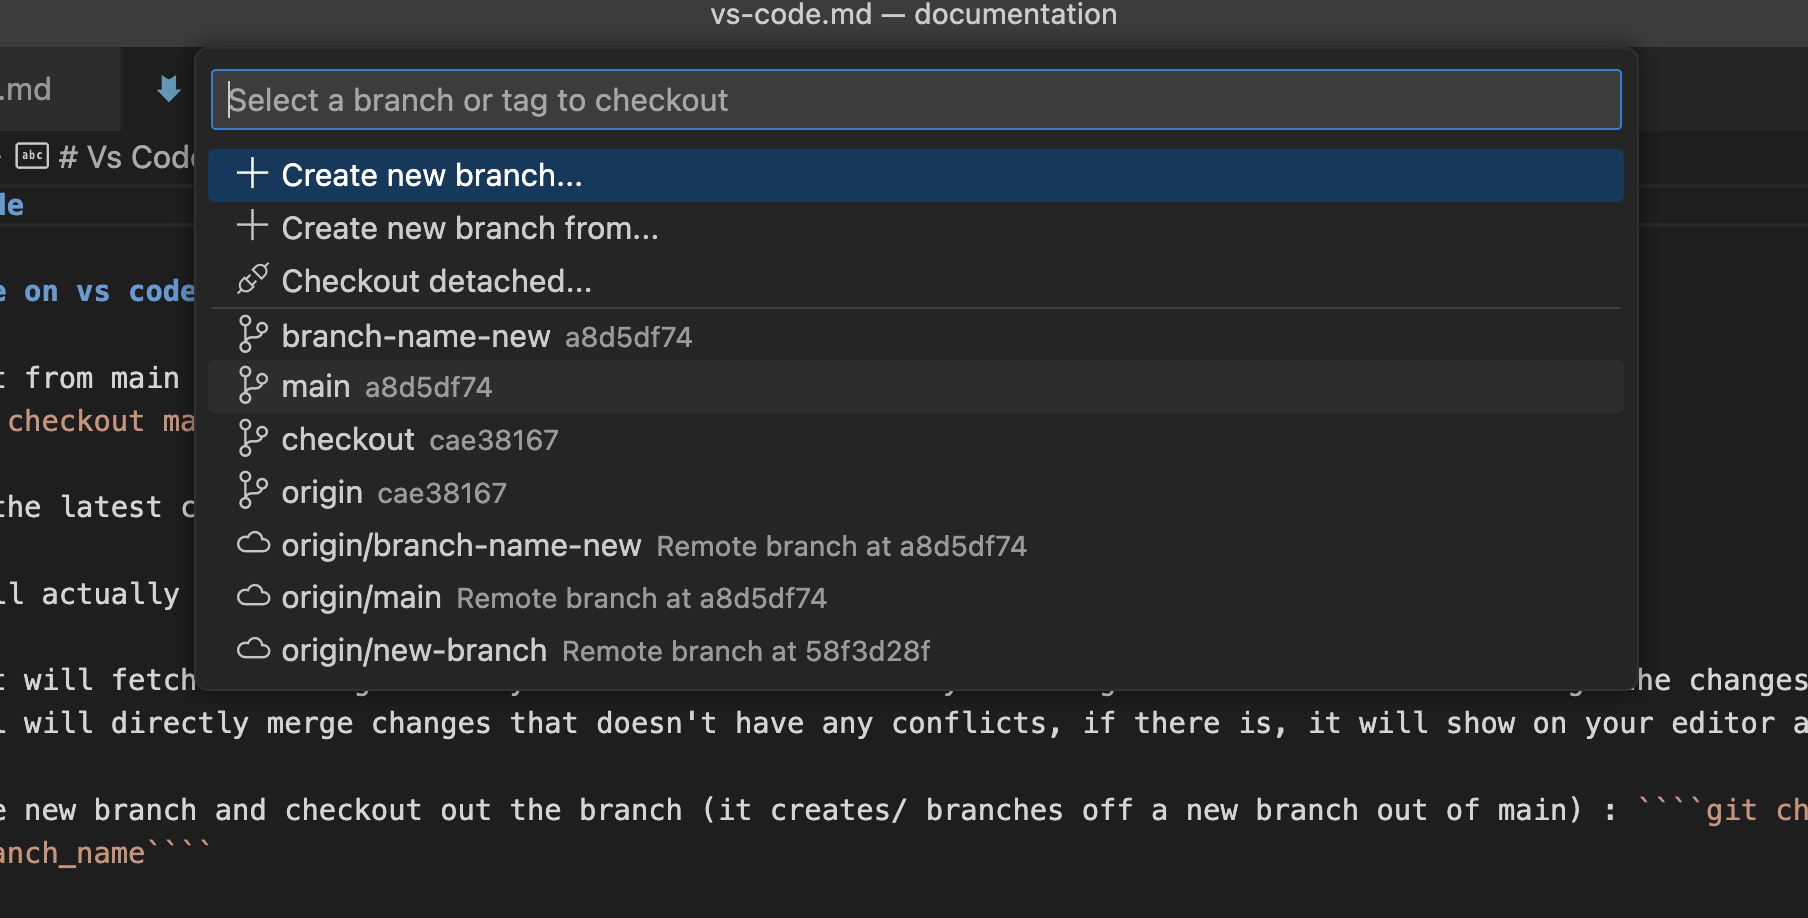 vs-code.md — documentation
.md
Select a branch or tag to checkout
abc # Vs Code
Create new branch...
de
Create new branch from...
Checkout detached...
e on vs code
branch-name-new a8d5df74
t from main
main a8d5df74
checkout ma
checkout cae38167
origin cae38167
the latest c
origin/branch-name-new Remote branch at a8d5df74
ll actually
origin/main Remote branch at a8d5df74
origin/new-branch Remote branch at 58f3d28f
t will fetch he changes
l will directly merge changes that doesn't have any conflicts, if there is, it will show on your editor a
e new branch and checkout out the branch (it creates/ branches off a new branch out of main) : ````git ch
anch_name````